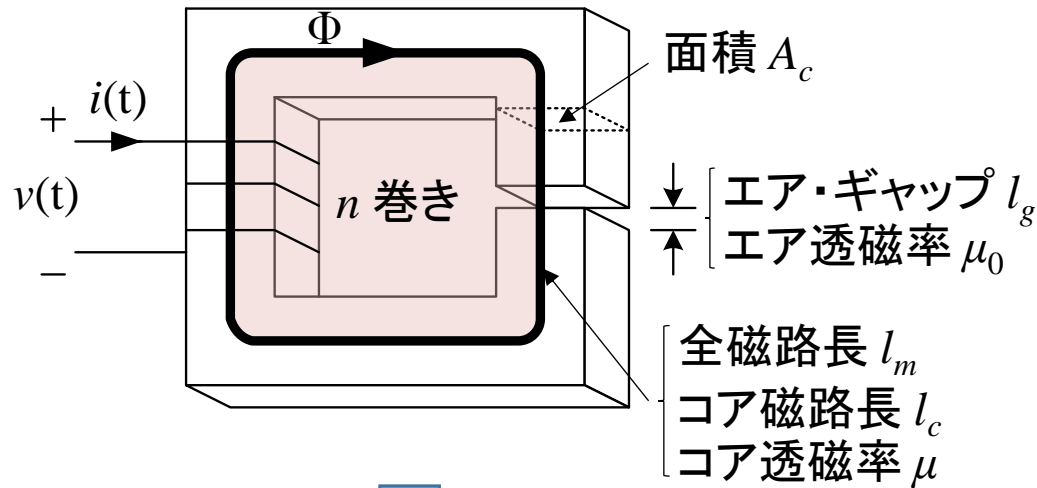 Φ
面積 A_c
i(t)
+
v(t)
−
n 巻き
エア・ギャップ l_g
エア透磁率 μ_0
全磁路長 l_m
コア磁路長 l_c
コア透磁率 μ